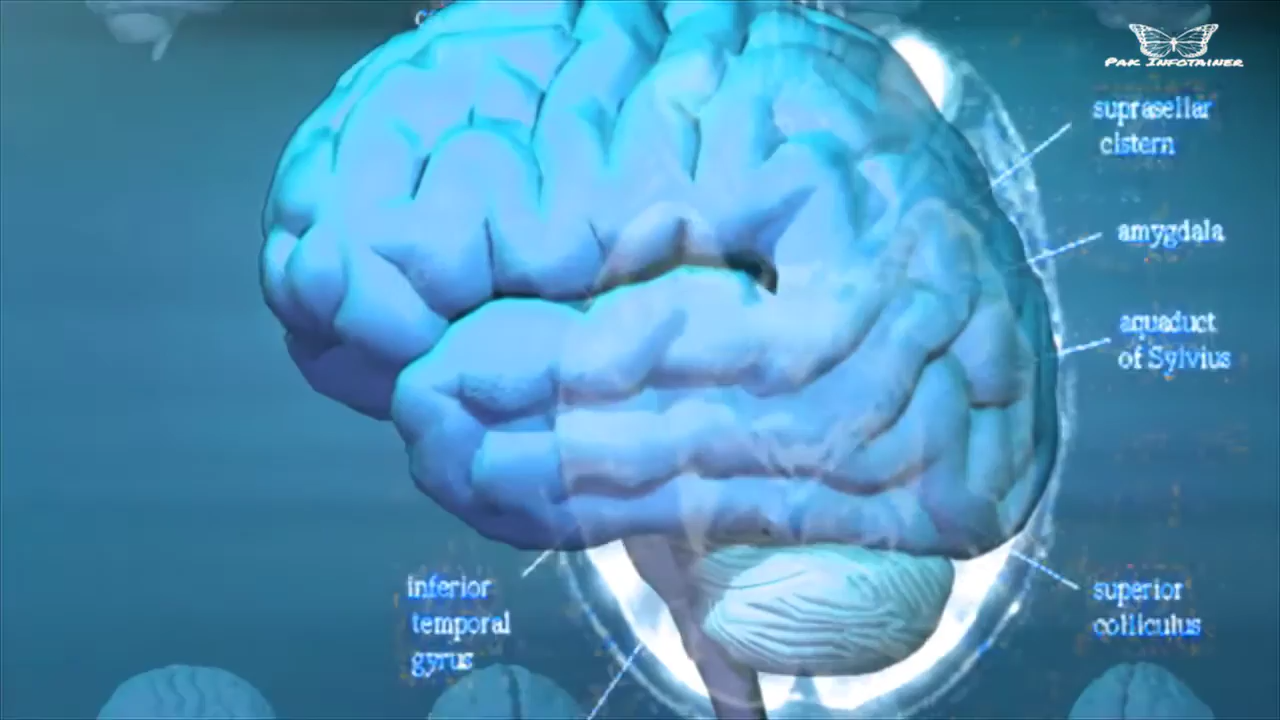 PAK INFOTAINER
suprasellar
cistern
amygdala
aquaduct
of Sylvius
inferior
temporal
gyrus
superior
colliculus